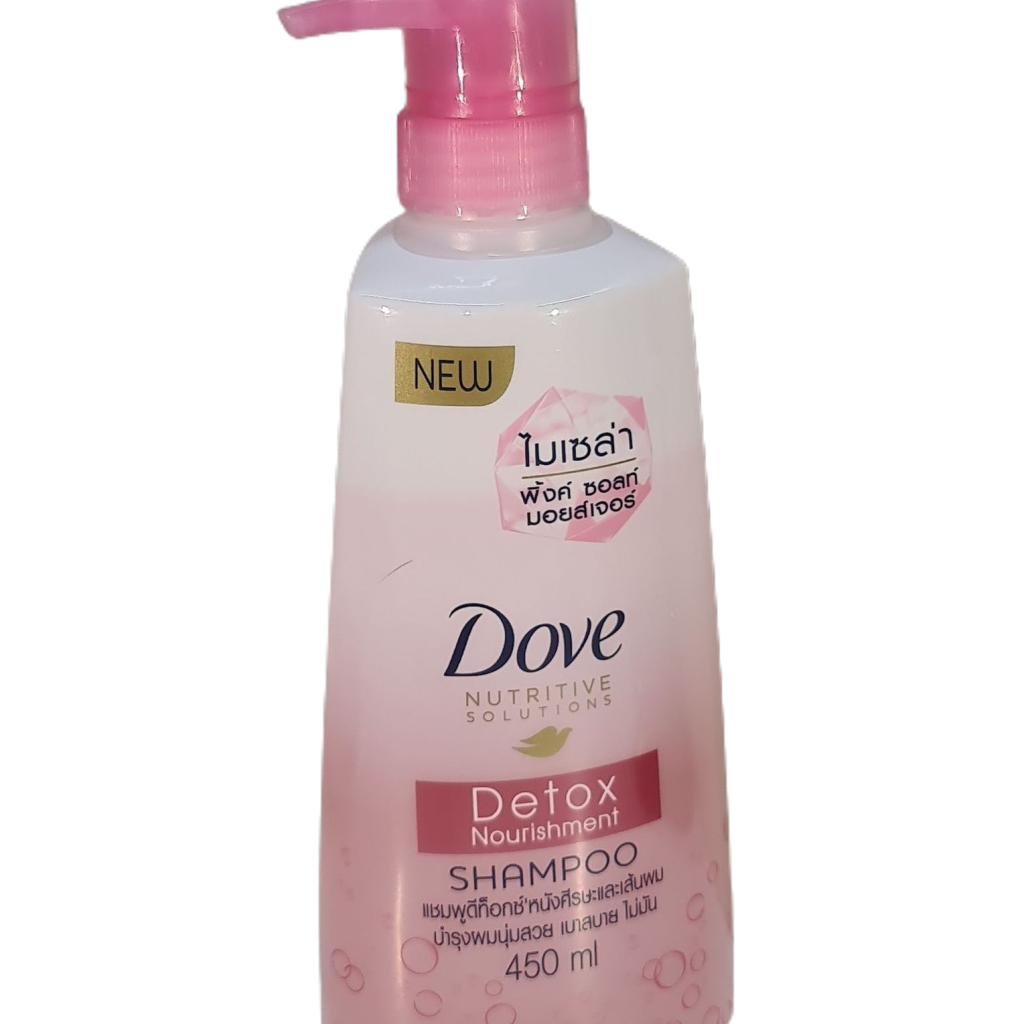 NEW
ไมเซล่า
พิ้งค์ ซอลท์
มอยส์เจอร์
Dove
NUTRITIVE
SOLUTIONS
Detox
Nourishment
SHAMPOO
แชมพูดีท็อกซ์'หนังศีรษะและเส้นผม
บำรุงผมนุ่มสวย เบาสบาย ไม่มัน
450 ml